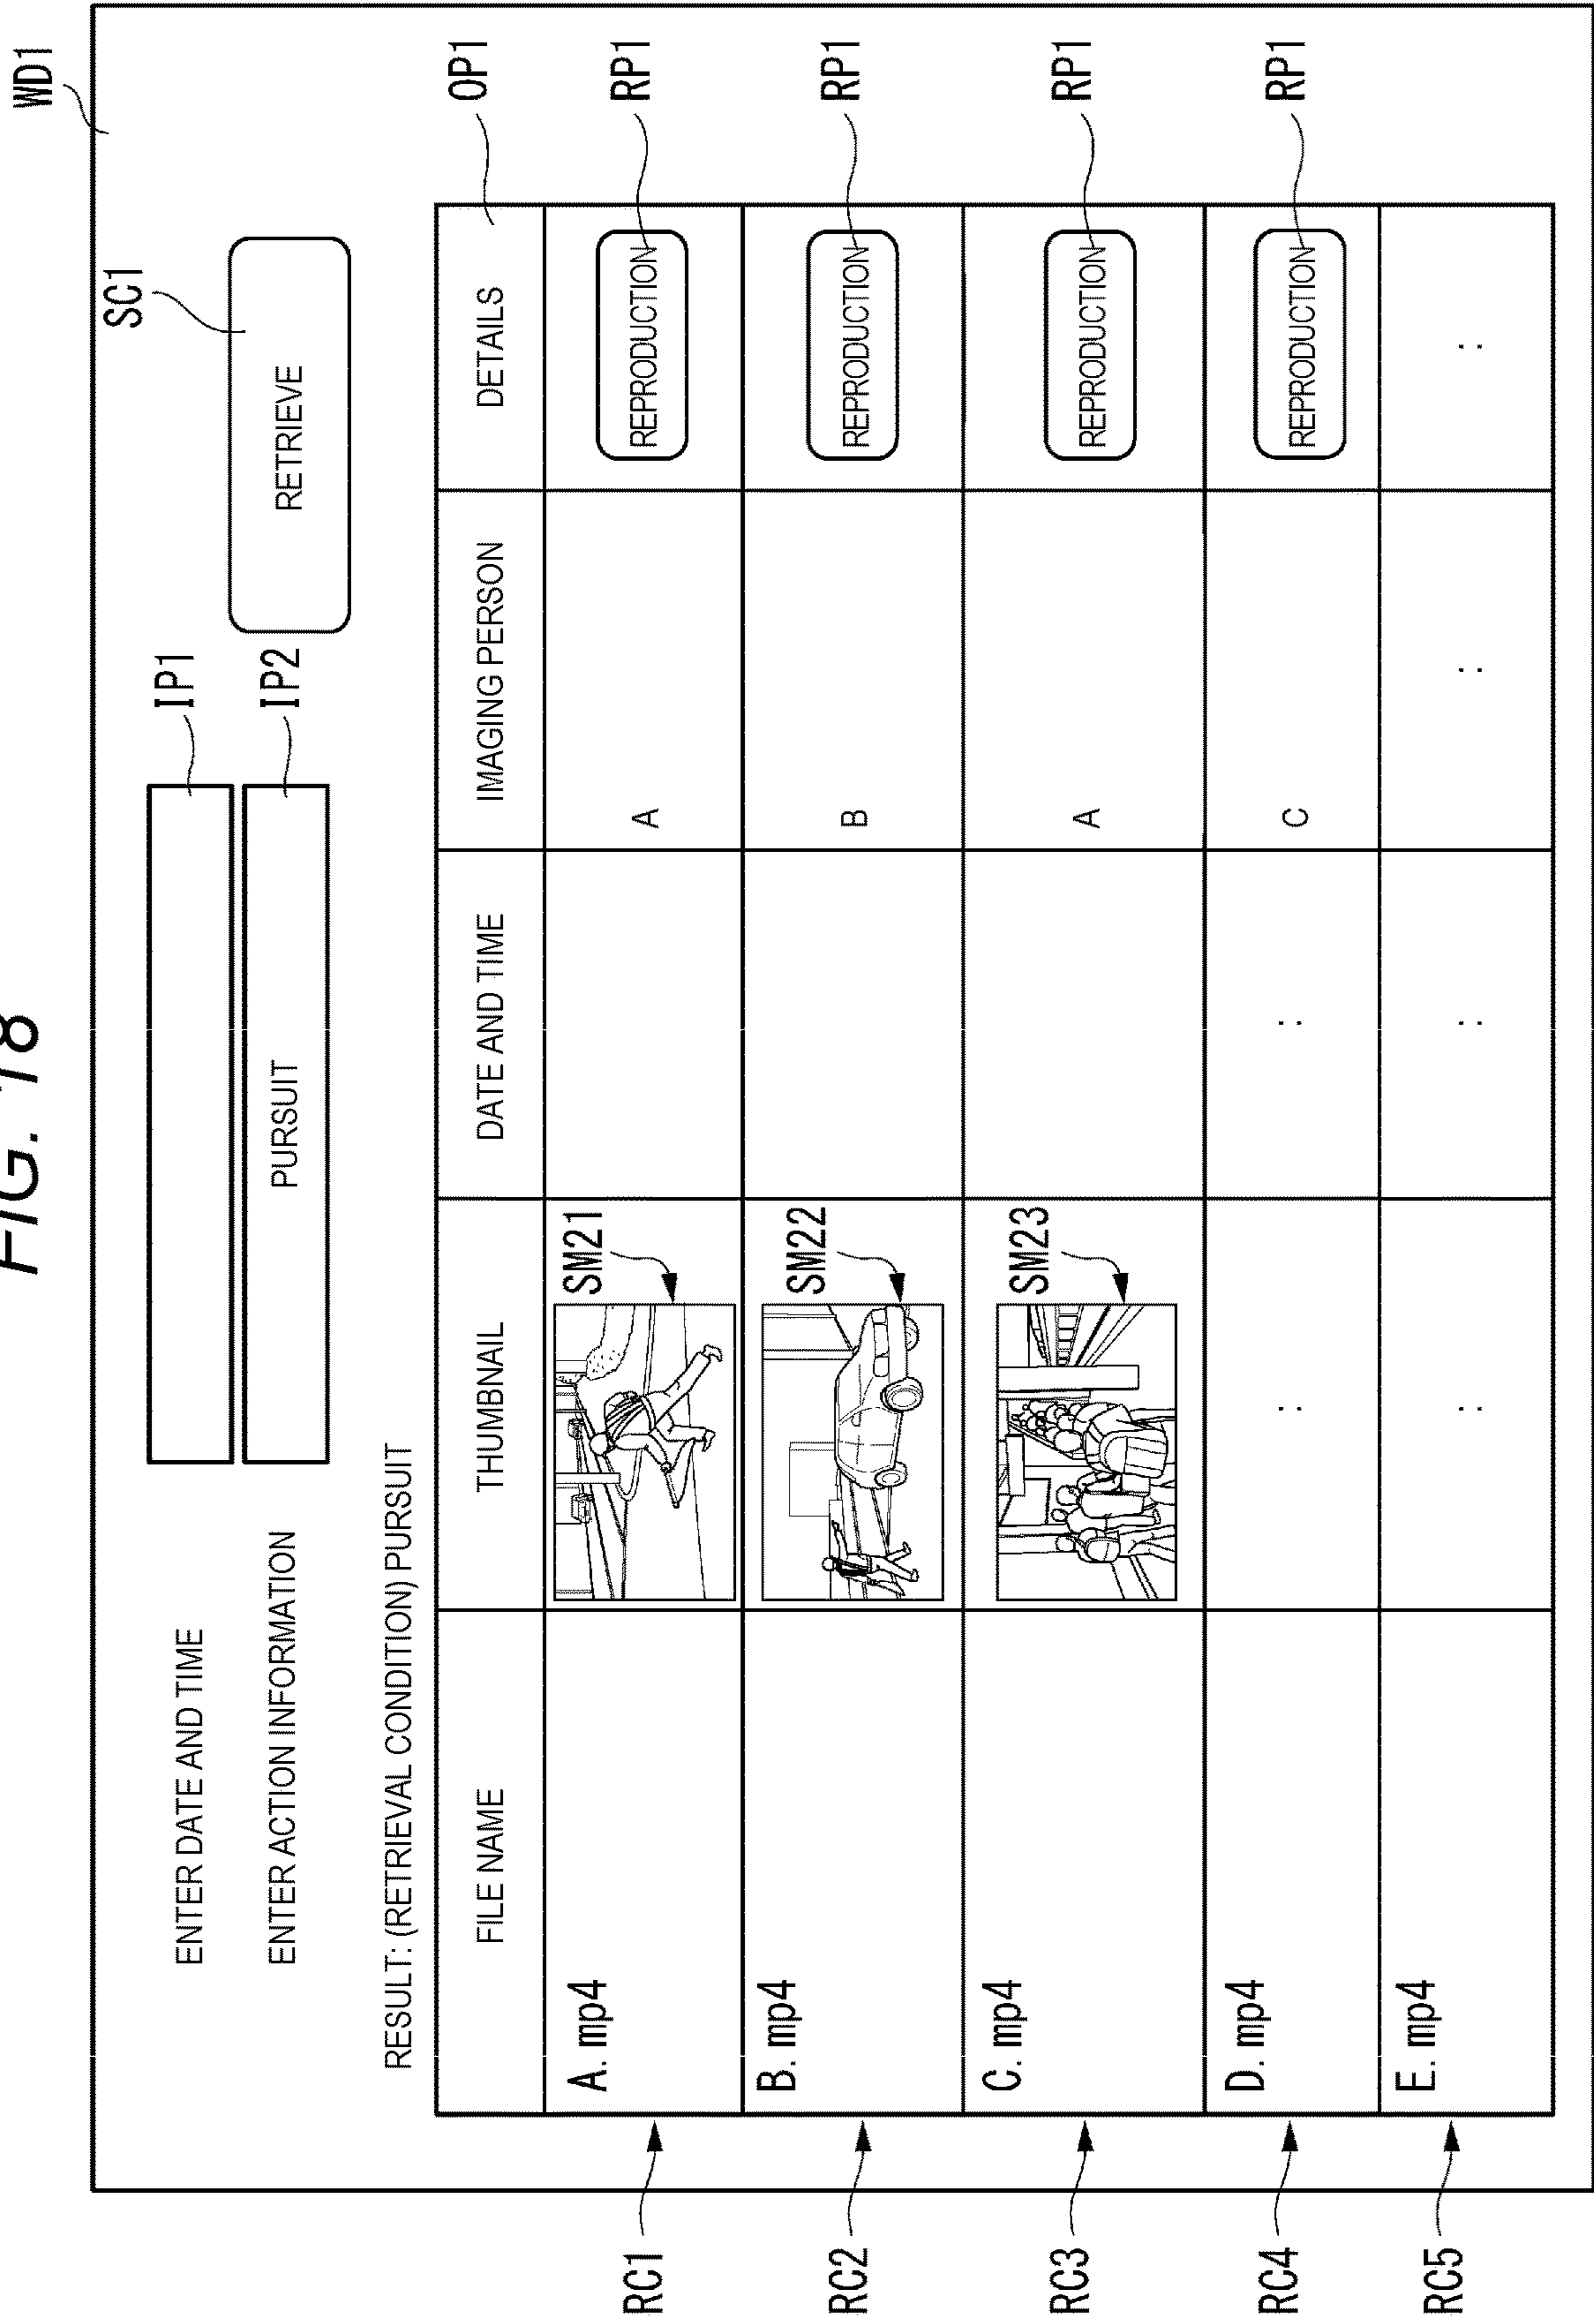 FIG. 18
WD1
ENTER DATE AND TIME
IP1
SC1
ENTER ACTION INFORMATION
PURSUIT
IP2
RETRIEVE
RESULT: (RETRIEVAL CONDITION) PURSUIT
FILE NAME THUMBNAIL DATE AND TIME IMAGING PERSON DETAILS OP1
RC1 A. mp4 SM21 A REPRODUCTION RP1
RC2 B. mp4 SM22 B REPRODUCTION RP1
RC3 C. mp4 SM23 A REPRODUCTION RP1
RC4 D. mp4 : : C REPRODUCTION RP1
RC5 E. mp4 : : : :